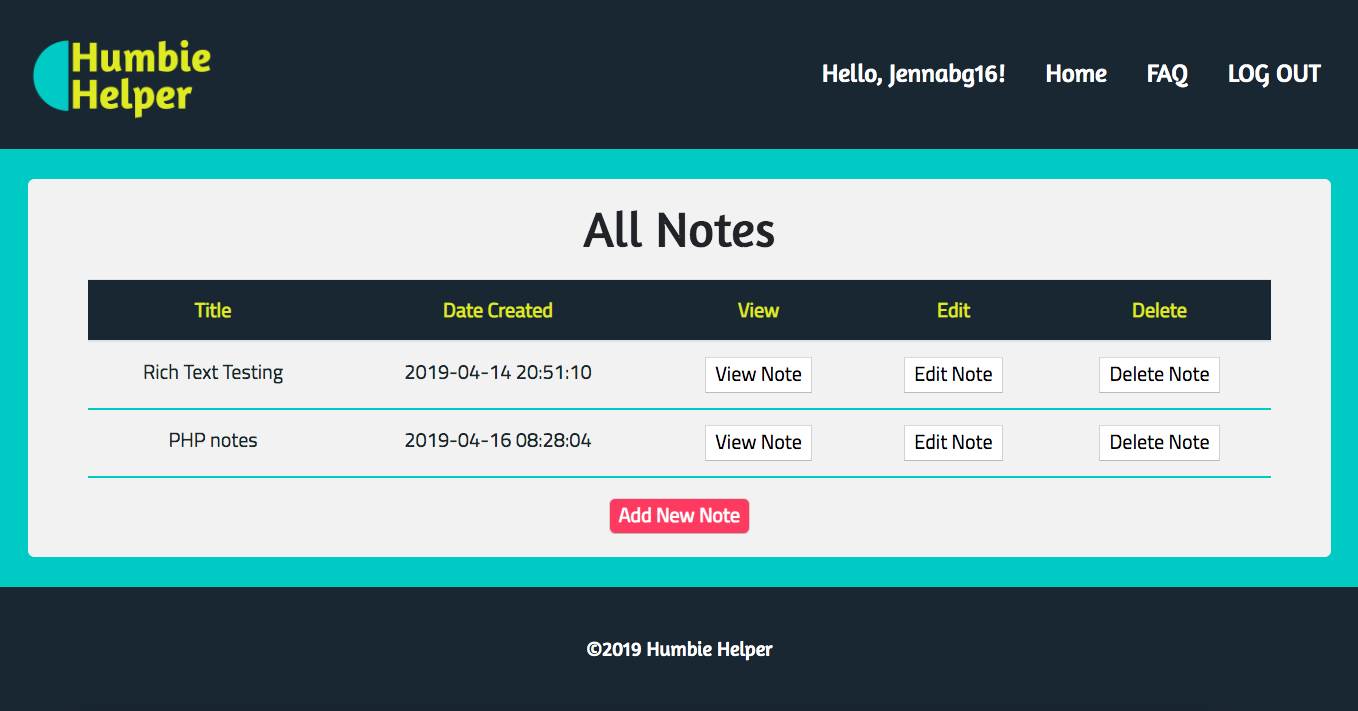 Humbie
Helper
Hello, Jennabg16! Home FAQ LOG OUT
All Notes
Title Date Created View Edit Delete
Rich Text Testing 2019-04-14 20:51:10 View Note Edit Note Delete Note
PHP notes 2019-04-16 08:28:04 View Note Edit Note Delete Note
Add New Note
©2019 Humbie Helper